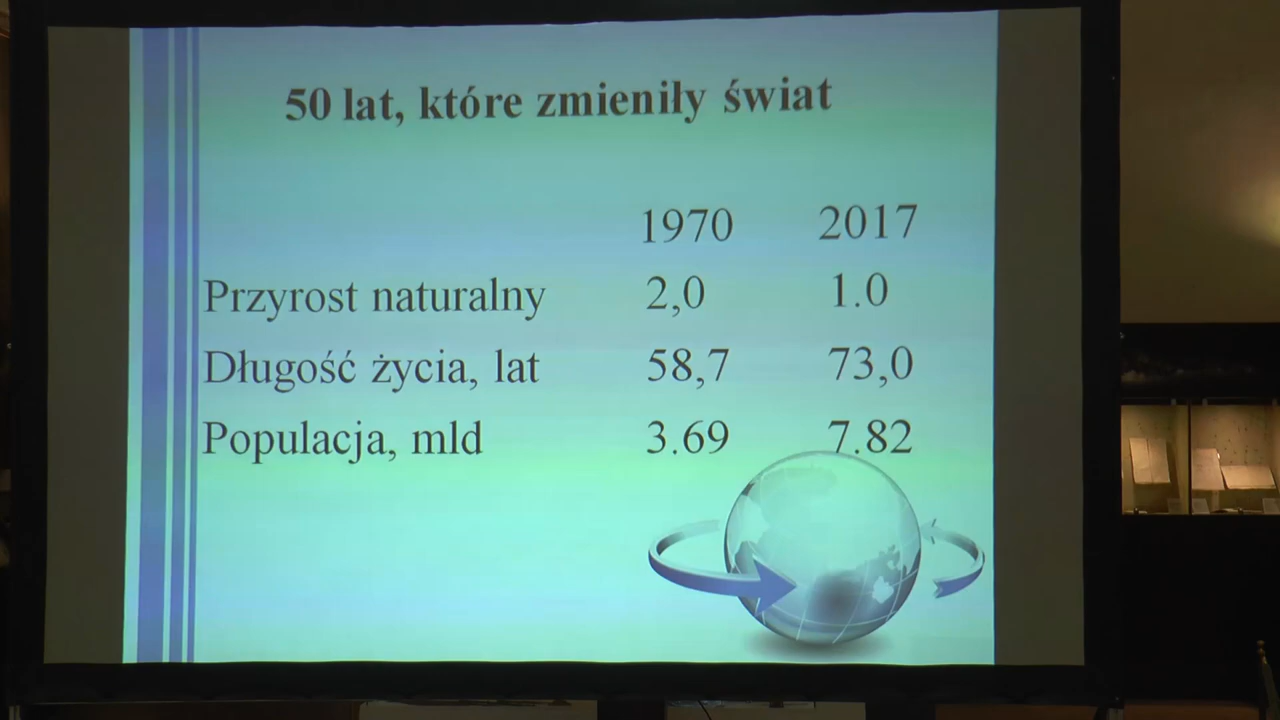 50 lat, które zmieniły świat
1970 2017
Przyrost naturalny 2,0 1.0
Długość życia, lat 58,7 73,0
Populacja, mld 3.69 7.82